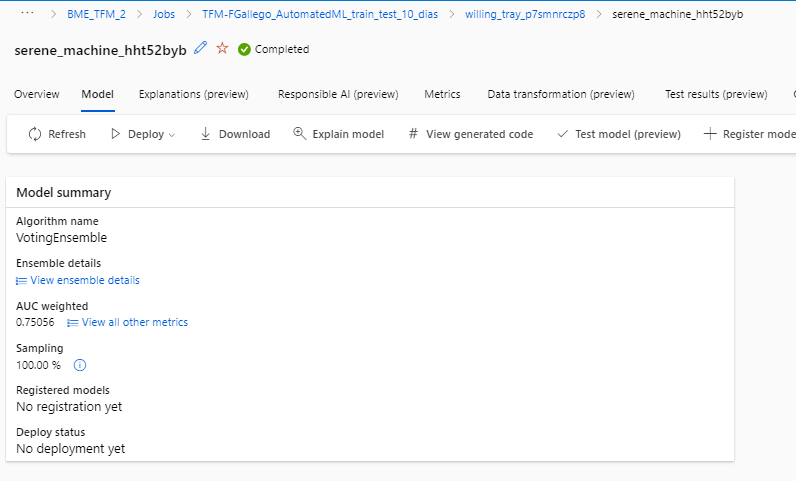 ··· > BME_TFM_2 > Jobs > TFM-FGallego_AutomatedML_train_test_10_dias > willing_tray_p7smnrczp8 > serene_machine_hht52byb
serene_machine_hht52byb Completed
Overview Model Explanations (preview) Responsible AI (preview) Metrics Data transformation (preview) Test results (preview)
Refresh Deploy Download Explain model # View generated code Test model (preview) Register mode
Model summary
Algorithm name
VotingEnsemble
Ensemble details
View ensemble details
AUC weighted
0.75056 View all other metrics
Sampling
100.00 %
Registered models
No registration yet
Deploy status
No deployment yet